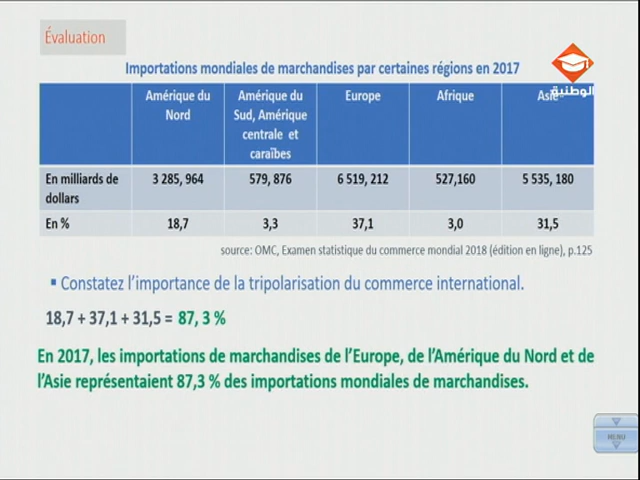 Évaluation
Importations mondiales de marchandises par certaines régions en 2017
Amérique du Nord
Amérique du Sud, Amérique centrale et caraïbes
Europe
Afrique
Asie
الوطنية
En milliards de dollars
3 285, 964
579, 876
6 519, 212
527,160
5 535, 180
En %
18,7
3,3
37,1
3,0
31,5
source: OMC, Examen statistique du commerce mondial 2018 (édition en ligne), p.125
▪ Constatez l'importance de la tripolarisation du commerce international.
18,7 + 37,1 + 31,5 = 87, 3 %
En 2017, les importations de marchandises de l'Europe, de l'Amérique du Nord et de
l'Asie représentaient 87,3 % des importations mondiales de marchandises.
MENU